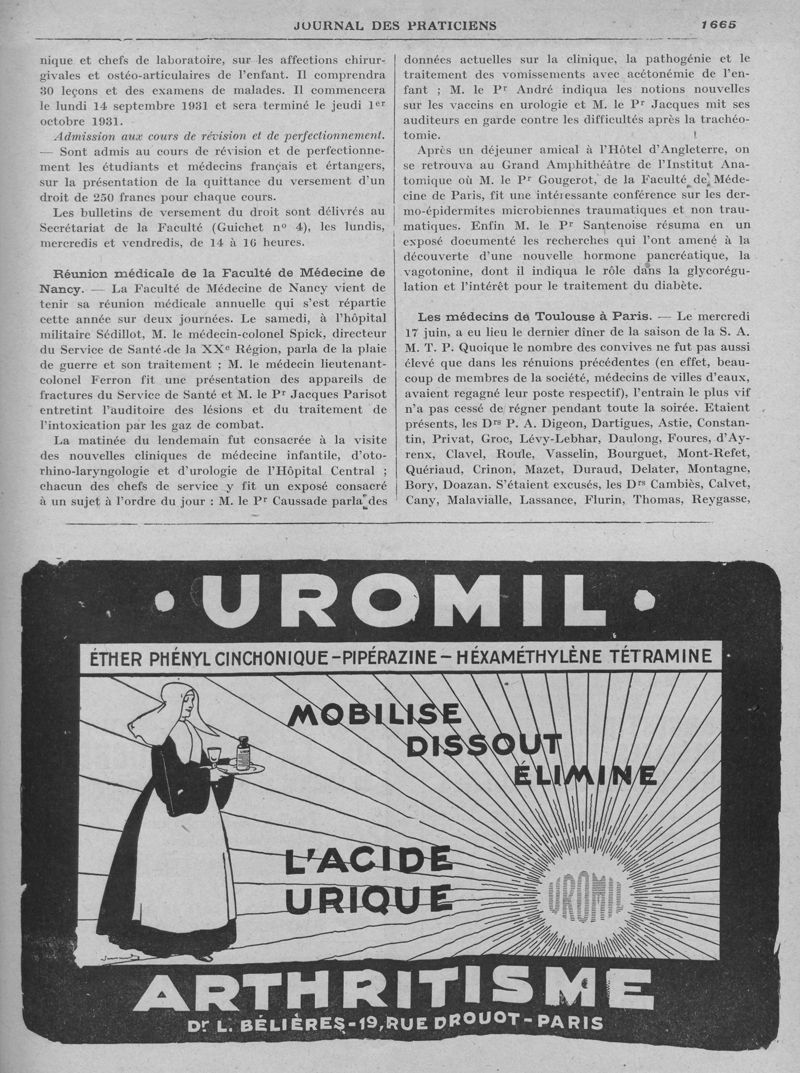 JOURNAL DES PRATICIENS
1665
nique et chefs de laboratoire, sur les affections chirur-
givales et ostéo-articulaires de l'enfant. Il comprendra
30 leçons et des examens de malades. Il commencera
le lundi 14 septembre 1931 et sera terminé le jeudi 1er
octobre 1931.
Admission aux cours de révision et de perfectionnement.
— Sont admis au cours de révision et de perfectionne-
ment les étudiants et médecins français et értangers,
sur la présentation de la quittance du versement d'un
droit de 250 francs pour chaque cours.
Les bulletins de versement du droit sont délivrés au
Secrétariat de la Faculté (Guichet no 4), les lundis,
mercredis et vendredis, de 14 à 16 heures.
Réunion médicale de la Faculté de Médecine de
Nancy. — La Faculté de Médecine de Nancy vient de
tenir sa réunion médicale annuelle qui s'est répartie
cette année sur deux journées. Le samedi, à l'hôpital
militaire Sédillot, M. le médecin-colonel Spick, directeur
du Service de Santé de la XXe Région, parla de la plaie
de guerre et son traitement ; M. le médecin lieutenant-
colonel Ferron fit une présentation des appareils de
fractures du Service de Santé et M. le Pr Jacques Parisot
entretint l'auditoire des lésions et du traitement de
l'intoxication par les gaz de combat.
La matinée du lendemain fut consacrée à la visite
des nouvelles cliniques de médecine infantile, d'oto-
rhino-laryngologie et d'urologie de l'Hôpital Central ;
chacun des chefs de service y fit un exposé consacré
à un sujet à l'ordre du jour : M. le Pr Caussade parla des
données actuelles sur la clinique, la pathogénie et le
traitement des vomissements avec acétonémie de l'en-
fant ; M. le Pr André indiqua les notions nouvelles
sur les vaccins en urologie et M. le Pr Jacques mit ses
auditeurs en garde contre les difficultés après la trachéo-
tomie.
Après un déjeuner amical à l'Hôtel d'Angleterre, on
se retrouva au Grand Amphithéâtre de l'Institut Ana-
tomique où M. le Pr Gougerot, de la Faculté de Méde-
cine de Paris, fit une intéressante conférence sur les der-
mo-épidermites microbiennes traumatiques et non trau-
matiques. Enfin M. le Pr Santenoise résuma en un
exposé documenté les recherches qui l'ont amené à la
découverte d'une nouvelle hormone pancréatique, la
vagotonine, dont il indiqua le rôle dans la glycorégu-
lation et l'intérêt pour le traitement du diabète.
Les médecins de Toulouse à Paris. — Le mercredi
17 juin, a eu lieu le dernier dîner de la saison de la S. A.
M. T. P. Quoique le nombre des convives ne fut pas aussi
élevé que dans les rénuions précédentes (en effet, beau-
coup de membres de la société, médecins de villes d'eaux,
avaient regagné leur poste respectif), l'entrain le plus vif
n'a pas cessé de régner pendant toute la soirée. Etaient
présents, les Drs P. A. Digeon, Dartigues, Astie, Constan-
tin, Privat, Groc, Lévy-Lebhar, Daulong, Foures, d'Ay-
renx, Clavel, Roule, Vasselin, Bourguet, Mont-Refet,
Quériaud, Crinon, Mazet, Duraud, Delater, Montagne,
Bory, Doazan. S'étaient excusés, les Drs Cambiès, Calvet,
Cany, Malavialle, Lassance, Flurin, Thomas, Reygasse,
• UROMIL •
ÉTHER PHÉNYL CINCHONIQUE - PIPÉRAZINE - HÉXAMÉTHYLÈNE TÉTRAMINE
MOBILISE
DISSOUT
ÉLIMINE
L'ACIDE
URIQUE
UROMIL
ARTHRITISME
Dr L. BÉLIÈRES - 19, RUE DROUOT - PARIS